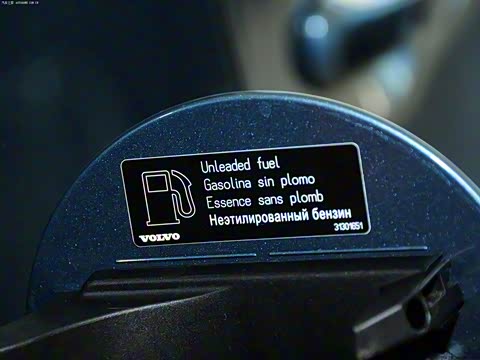 Unleaded fuel
Gasolina sin plomo
Essence sans plomb
Неэтилированный бензин
VOLVO
31301651